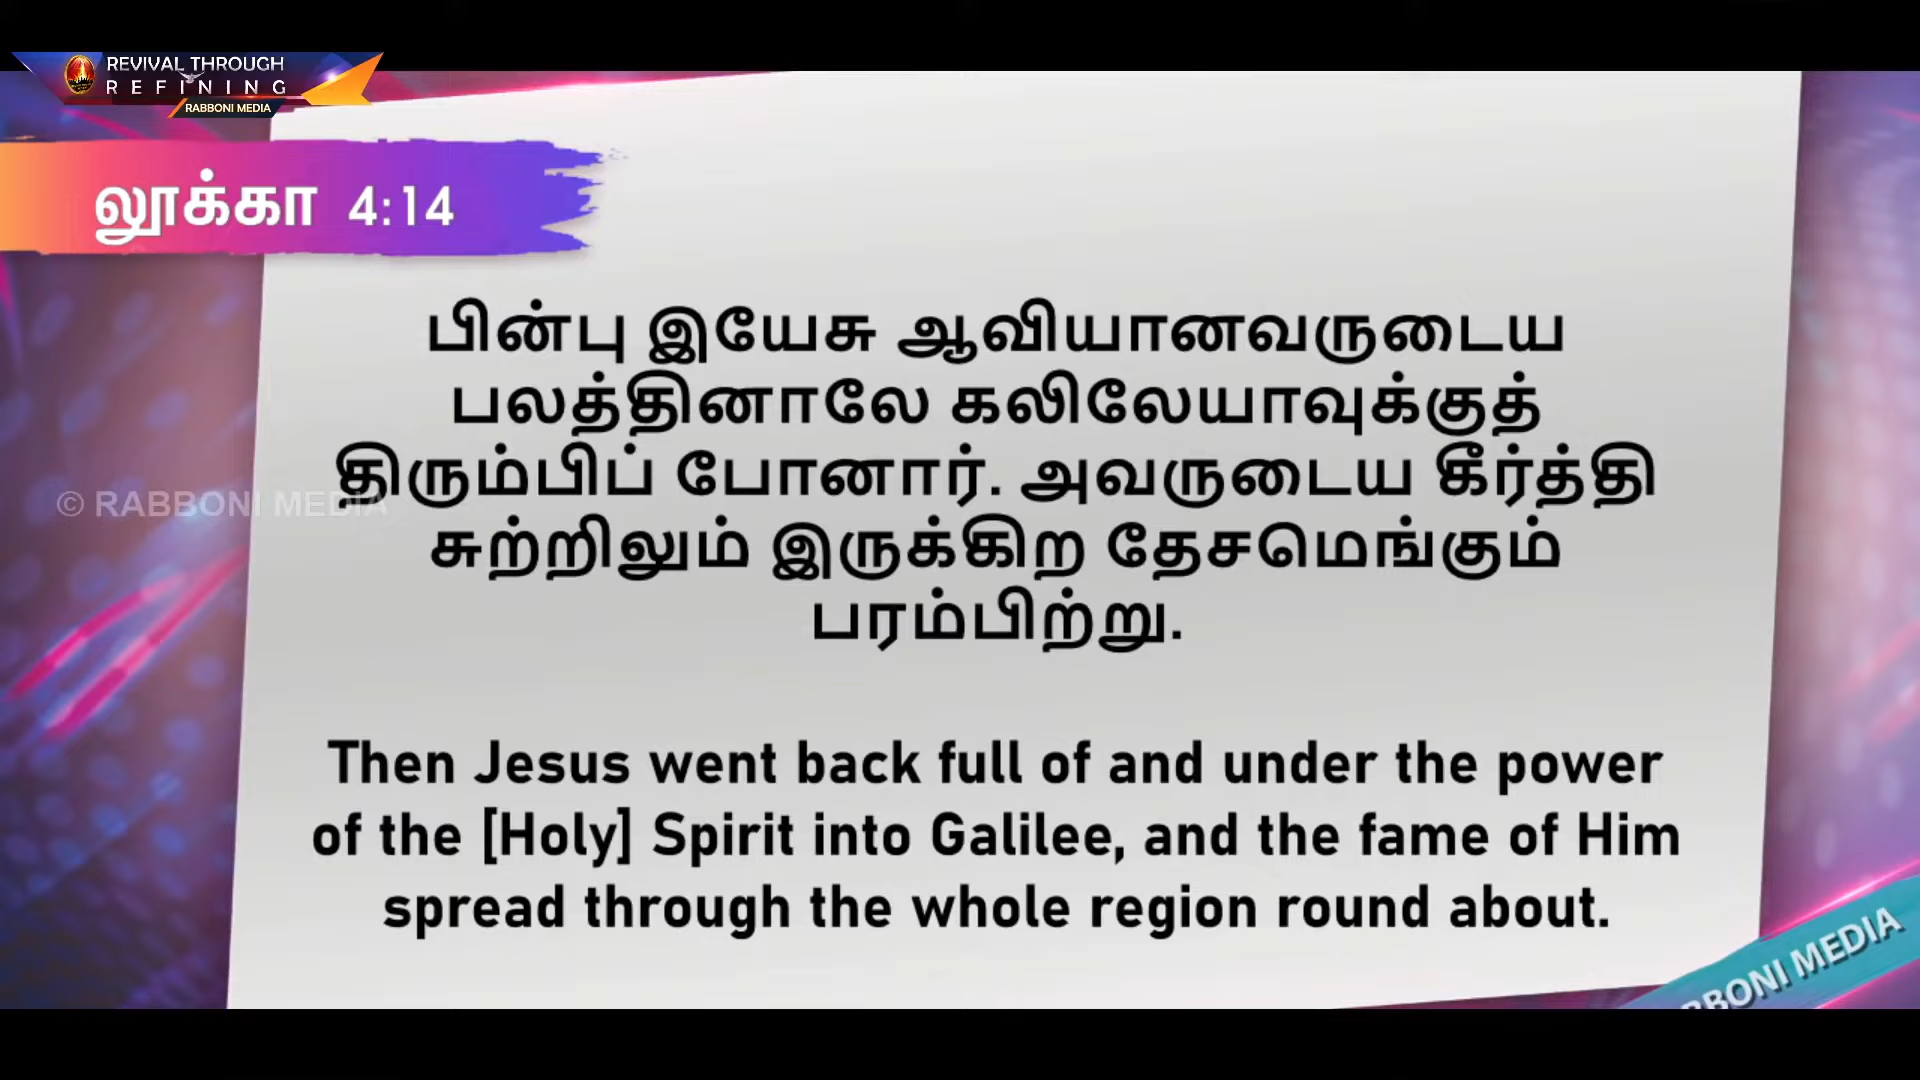 REVIVAL THROUGH
REFINING
RABBONI MEDIA
லூக்கா 4:14
பின்பு இயேசு ஆவியானவருடைய
பலத்தினாலே கலிலேயாவுக்குத்
திரும்பிப் போனார். அவருடைய கீர்த்தி
© RABBONI MEDIA
சுற்றிலும் இருக்கிற தேசமெங்கும்
பரம்பிற்று.
Then Jesus went back full of and under the power
of the [Holy] Spirit into Galilee, and the fame of Him
spread through the whole region round about.
BBONI MEDIA